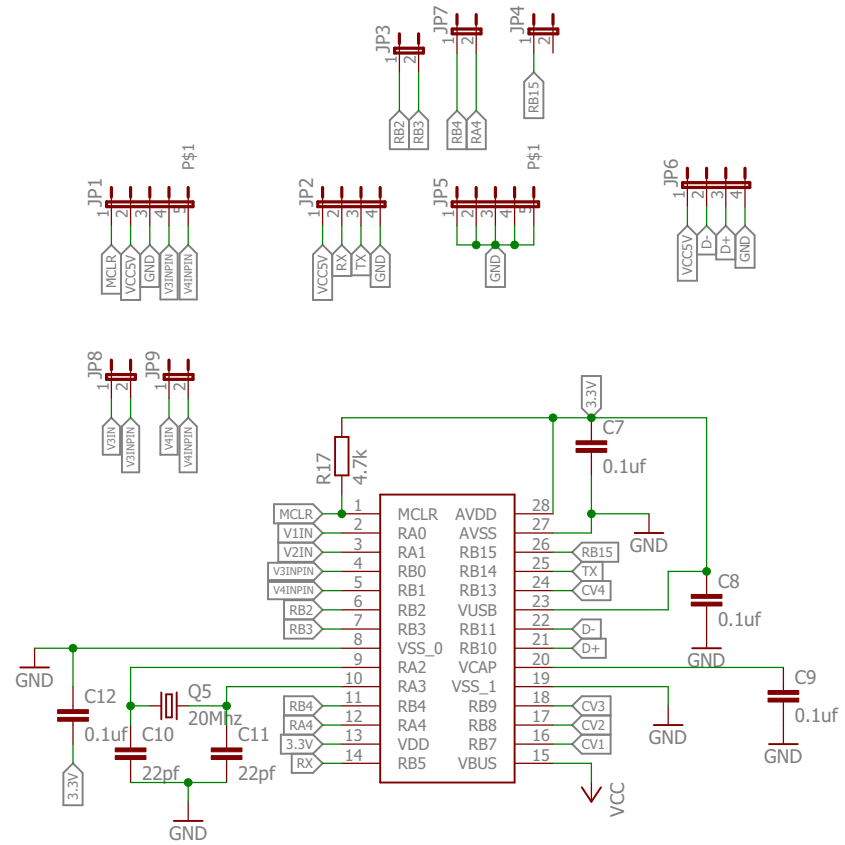 JP3
1
2
RB2
RB3
JP7
1
2
RB4
RA4
JP4
1
2
RB15
JP1
1
2
3
4
5
P$1
MCLR
VCC5V
GND
V3INPIN
V4INPIN
JP2
1
2
3
4
VCC5V
RX
TX
GND
JP5
1
2
3
4
5
P$1
GND
JP6
1
2
3
4
VCC5V
D-
D+
GND
JP8
1
2
V3IN
V3INPIN
JP9
1
2
V4IN
V4INPIN
3.3V
C7
0.1uf
GND
R17
4.7k
MCLR 1 MCLR AVDD 28
V1IN 2 RA0 AVSS 27
V2IN 3 RA1 RB15 26 RB15
V3INPIN 4 RB0 RB14 25 TX
V4INPIN 5 RB1 RB13 24 CV4
RB2 6 RB2 VUSB 23
RB3 7 RB3 RB11 22 D-
8 VSS_0 RB10 21 D+
9 RA2 VCAP 20
10 RA3 VSS_1 19
RB4 11 RB4 RB9 18 CV3
RA4 12 RA4 RB8 17 CV2
3.3V 13 VDD RB7 16 CV1
RX 14 RB5 VBUS 15
C8
0.1uf
GND
C9
0.1uf
GND
GND
VCC
GND
C12
0.1uf
3.3V
Q5
20Mhz
C10
22pf
C11
22pf
GND